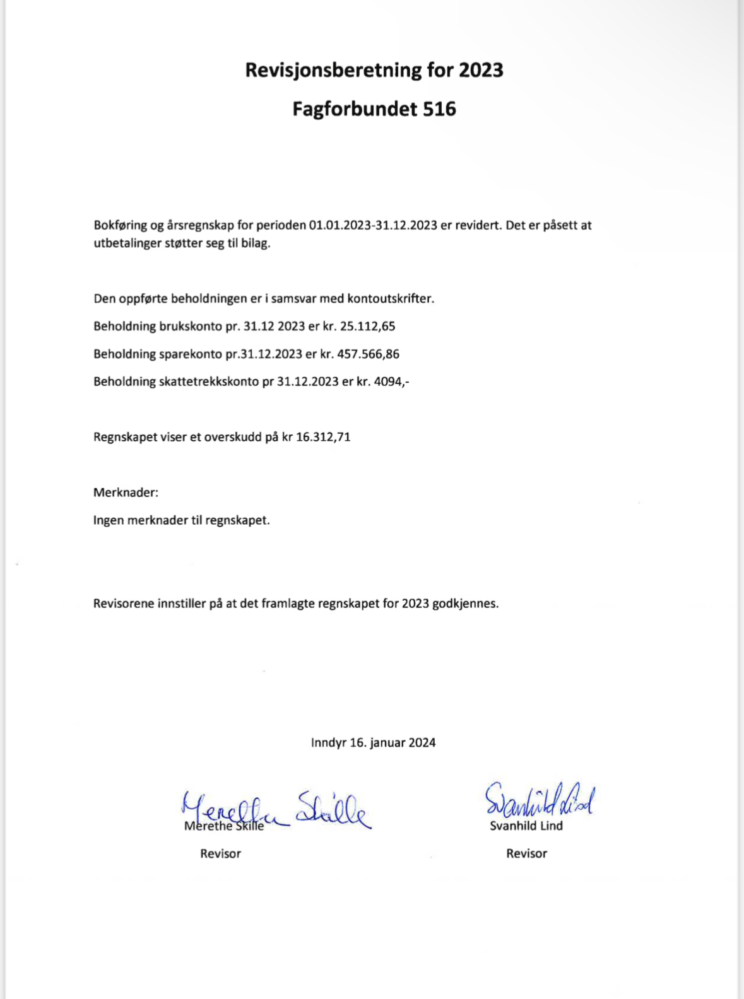 Revisjonsberetning for 2023
Fagforbundet 516
Bokføring og årsregnskap for perioden 01.01.2023-31.12.2023 er revidert. Det er påsett at
utbetalinger støtter seg til bilag.
Den oppførte beholdningen er i samsvar med kontoutskrifter.
Beholdning brukskonto pr. 31.12 2023 er kr. 25.112,65
Beholdning sparekonto pr.31.12.2023 er kr. 457.566,86
Beholdning skattetrekkskonto pr 31.12.2023 er kr. 4094,-
Regnskapet viser et overskudd på kr 16.312,71
Merknader:
Ingen merknader til regnskapet.
Revisorene innstiller på at det framlagte regnskapet for 2023 godkjennes.
Inndyr 16. januar 2024
Merethe Skille Svanhild Lind
Merethe Skille Svanhild Lind
Revisor Revisor